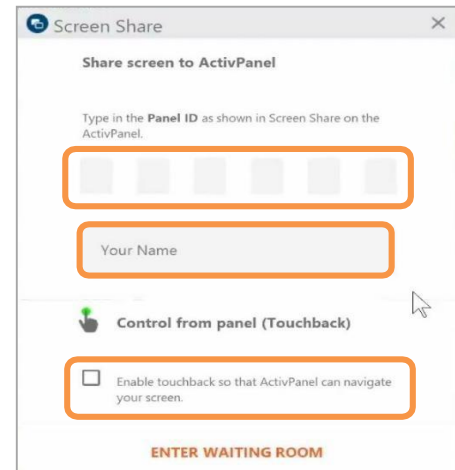 Screen Share
Share screen to ActivPanel
Type in the Panel ID as shown in Screen Share on the
ActivPanel.
Your Name
Control from panel (Touchback)
Enable touchback so that ActivPanel can navigate
your screen.
ENTER WAITING ROOM